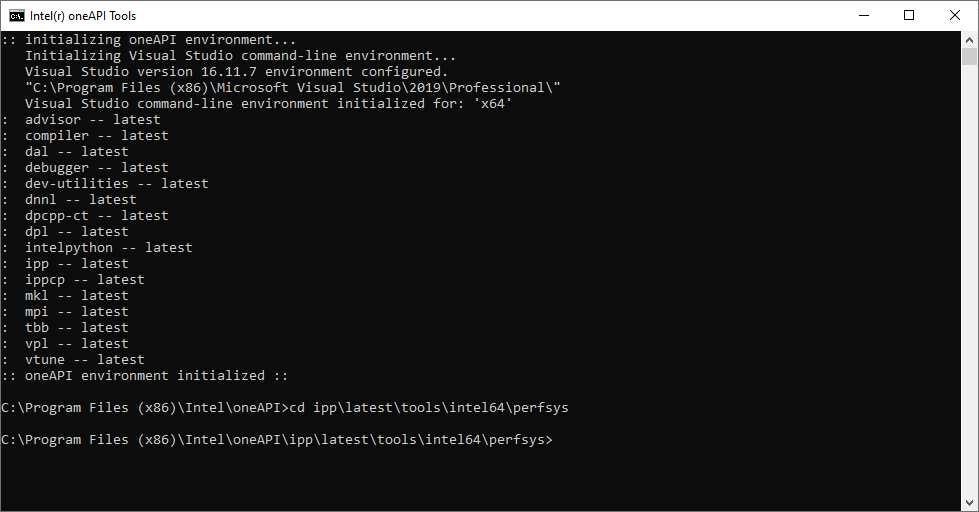 Intel(r) oneAPI Tools
:: initializing oneAPI environment...
   Initializing Visual Studio command-line environment...
   Visual Studio version 16.11.7 environment configured.
   "C:\Program Files (x86)\Microsoft Visual Studio\2019\Professional\"
   Visual Studio command-line environment initialized for: 'x64'
:  advisor -- latest
:  compiler -- latest
:  dal -- latest
:  debugger -- latest
:  dev-utilities -- latest
:  dnnl -- latest
:  dpcpp-ct -- latest
:  dpl -- latest
:  intelpython -- latest
:  ipp -- latest
:  ippcp -- latest
:  mkl -- latest
:  mpi -- latest
:  tbb -- latest
:  vpl -- latest
:  vtune -- latest
:: oneAPI environment initialized ::
C:\Program Files (x86)\Intel\oneAPI>cd ipp\latest\tools\intel64\perfsys
C:\Program Files (x86)\Intel\oneAPI\ipp\latest\tools\intel64\perfsys>